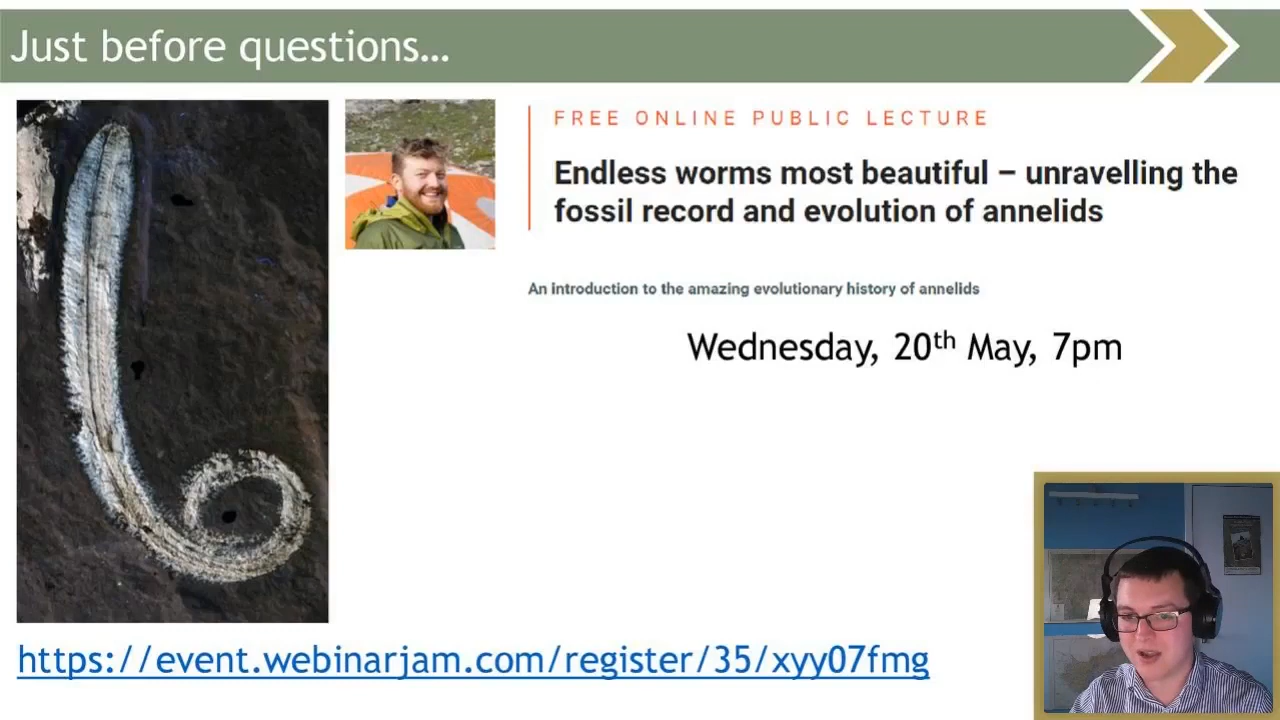 Just before questions…
FREE ONLINE PUBLIC LECTURE
Endless worms most beautiful – unravelling the
fossil record and evolution of annelids
An introduction to the amazing evolutionary history of annelids
Wednesday, 20th May, 7pm
https://event.webinarjam.com/register/35/xyy07fmg